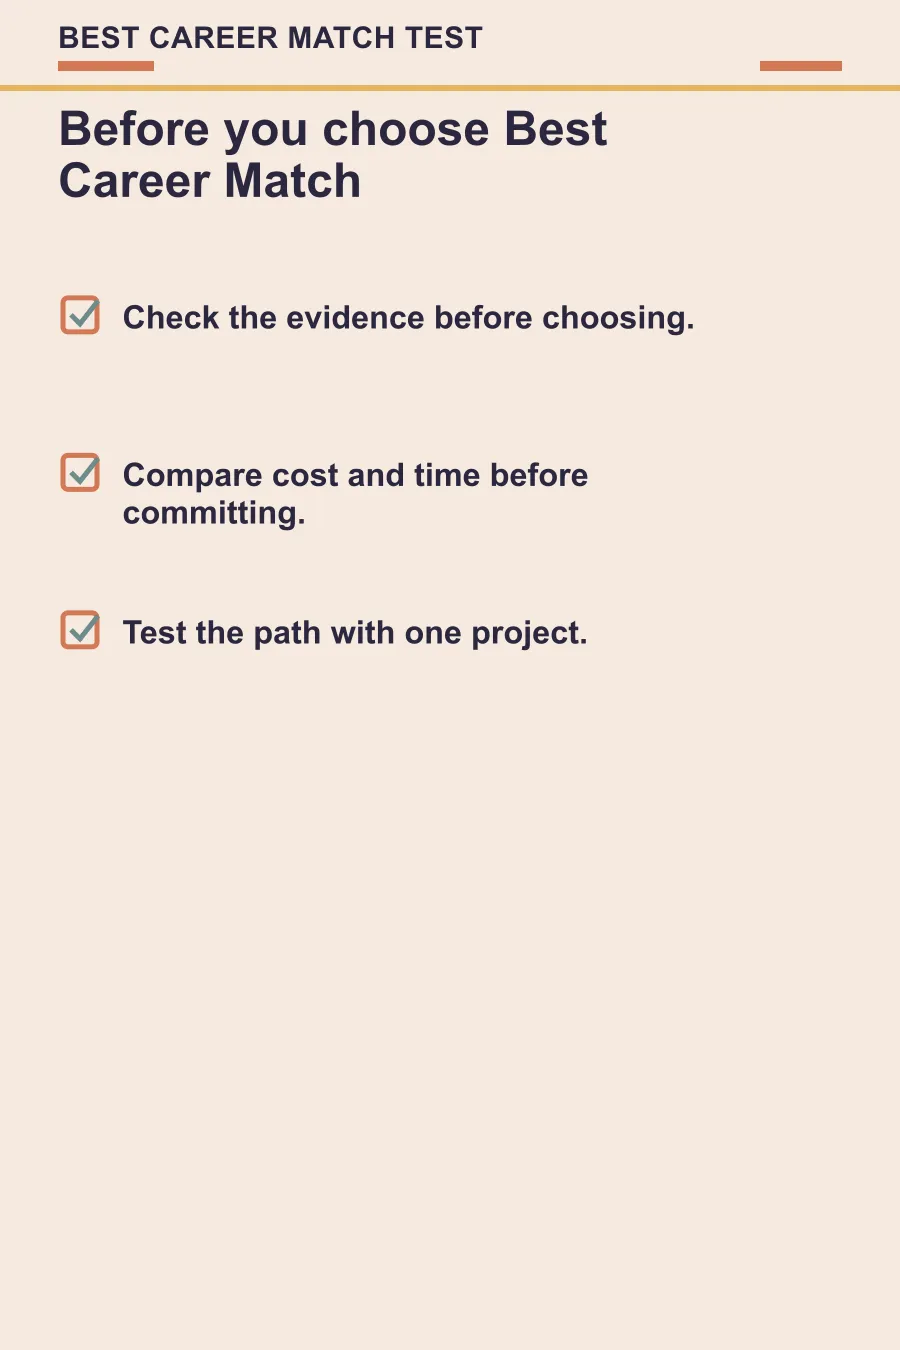 BEST CAREER MATCH TEST
Before you choose Best
Career Match
Check the evidence before choosing.
Compare cost and time before
committing.
Test the path with one project.